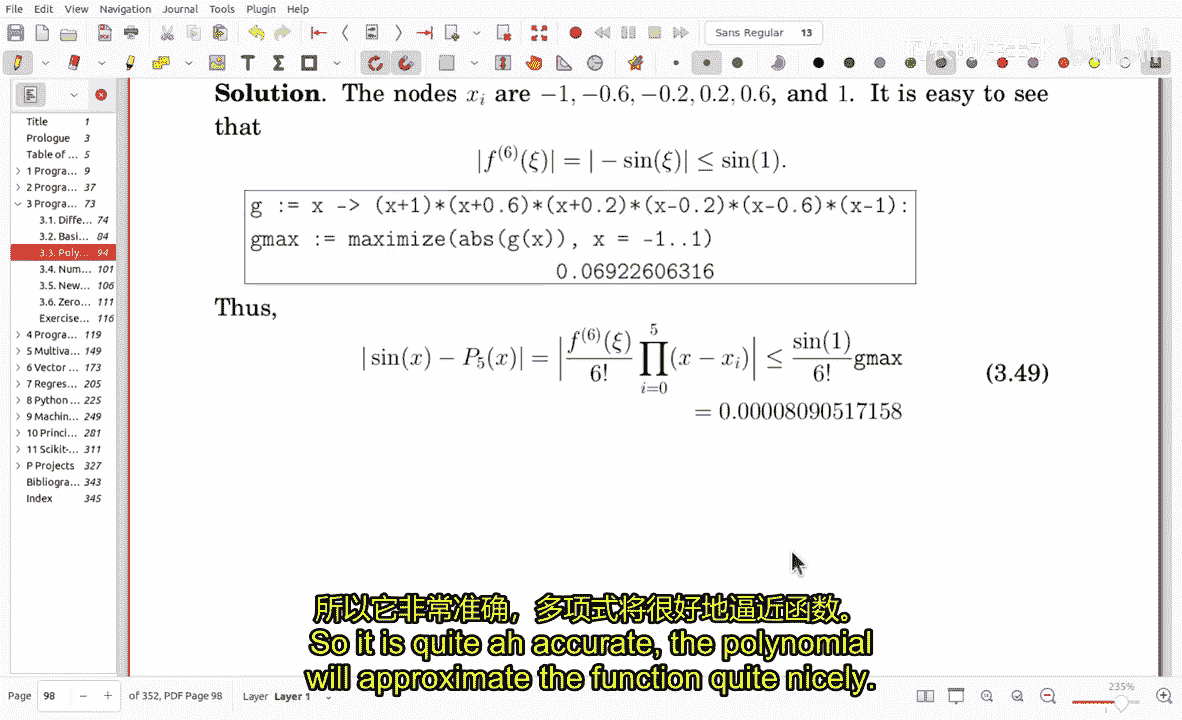 File Edit View Navigation Journal Tools Plugin Help
Sans Regular 13
Title 1
Prologue 3
Table of ... 5
1 Progra... 9
2 Progra... 37
3 Progra... 73
3.1. Diffe... 74
3.2. Basi... 84
3.3. Poly... 94
3.4. Num... 101
3.5. New... 106
3.6. Zero... 111
Exercise... 116
4 Progra... 119
5 Multiva... 149
6 Vector ... 173
7 Regres... 205
8 Python ... 225
9 Machin... 249
10 Princi... 281
11 Scikit-... 311
P Projects 327
Bibliogra... 343
Index 345
Solution. The nodes x_i are −1, −0.6, −0.2, 0.2, 0.6, and 1. It is easy to see
that
|f^(6)(ξ)| = | − sin(ξ)| ≤ sin(1).
g := x -> (x+1)*(x+0.6)*(x+0.2)*(x-0.2)*(x-0.6)*(x-1):
gmax := maximize(abs(g(x)), x = -1..1)
0.06922606316
Thus,
| sin(x) − P_5(x)| = |f^(6)(ξ)/6! ∏_{i=0}^{5} (x − x_i)| ≤ sin(1)/6! gmax (3.49)
= 0.00008090517158
所以它非常准确，多项式将很好地逼近函数。
So it is quite ah accurate, the polynomial
will approximate the function quite nicely.
Page 98 − + of 352, PDF Page 98 Layer Layer 1 235%